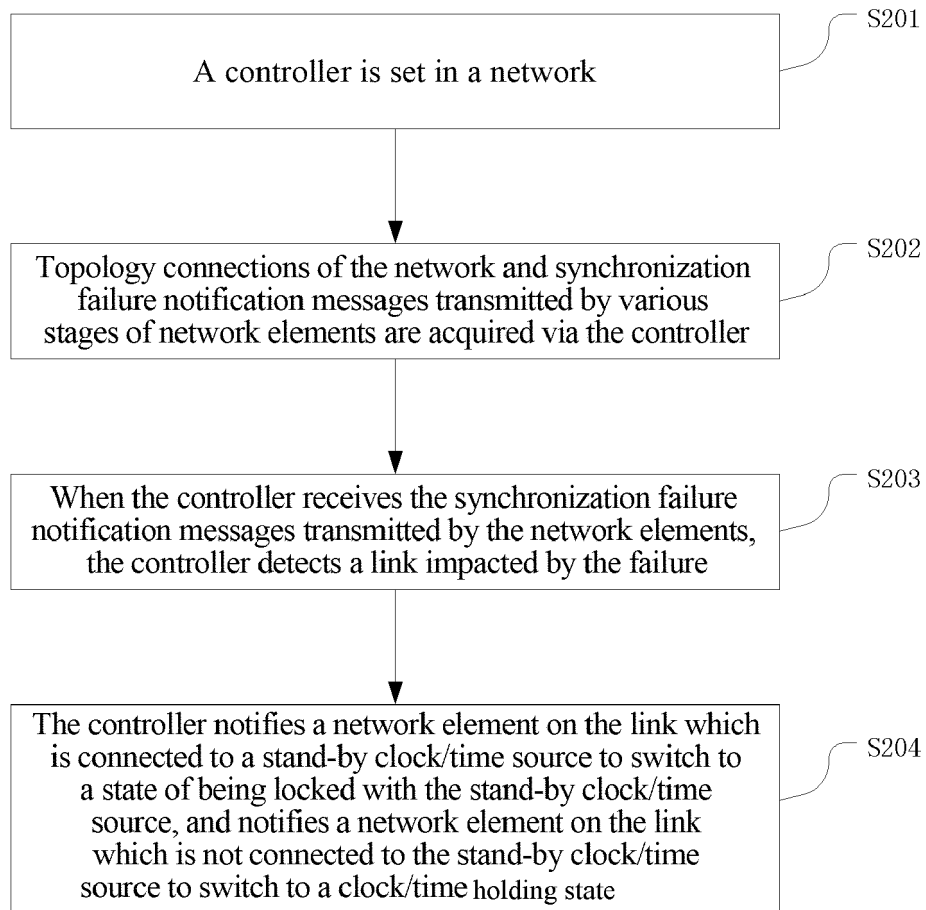 S201
A controller is set in a network
S202
Topology connections of the network and synchronization
failure notification messages transmitted by various
stages of network elements are acquired via the controller
S203
When the controller receives the synchronization failure
notification messages transmitted by the network elements,
the controller detects a link impacted by the failure
S204
The controller notifies a network element on the link which
is connected to a stand-by clock/time source to switch to
a state of being locked with the stand-by clock/time
source, and notifies a network element on the link
which is not connected to the stand-by clock/time
source to switch to a clock/time holding state